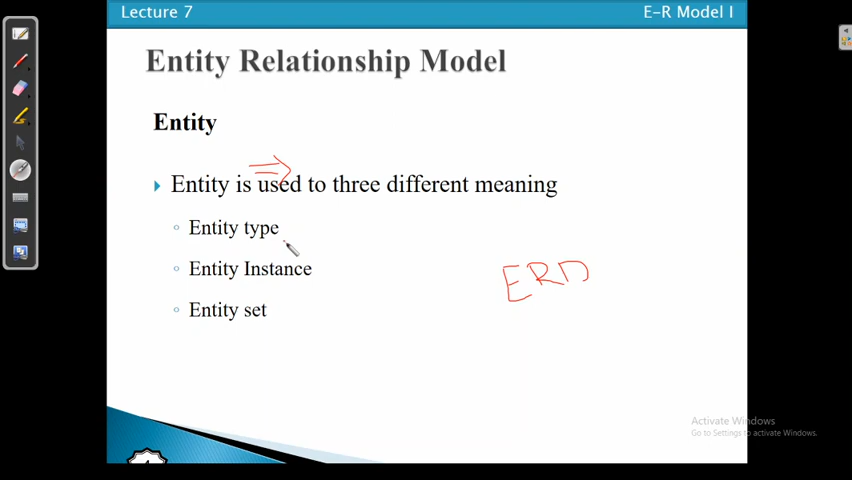 Lecture 7
E-R Model I
Entity Relationship Model
Entity
Entity is used to three different meaning
Entity type
Entity Instance
ERD
Entity set
Activate Windows
Go to Settings to activate Windows.